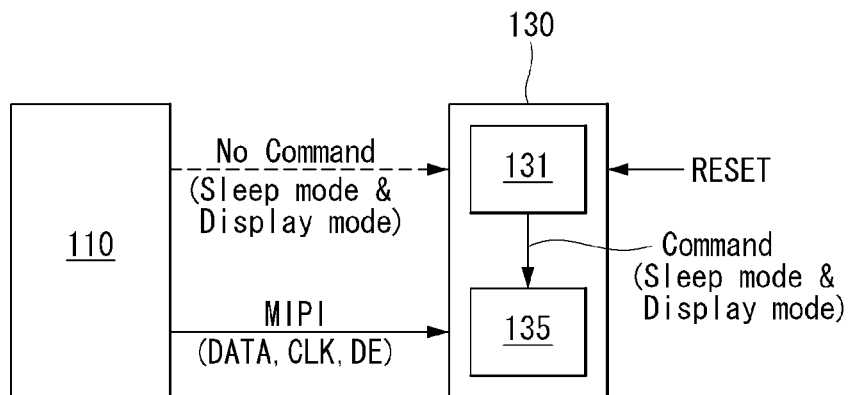 130
No Command
(Sleep mode &
Display mode)
131
RESET
110
Command
(Sleep mode &
Display mode)
MIPI
(DATA, CLK, DE)
135